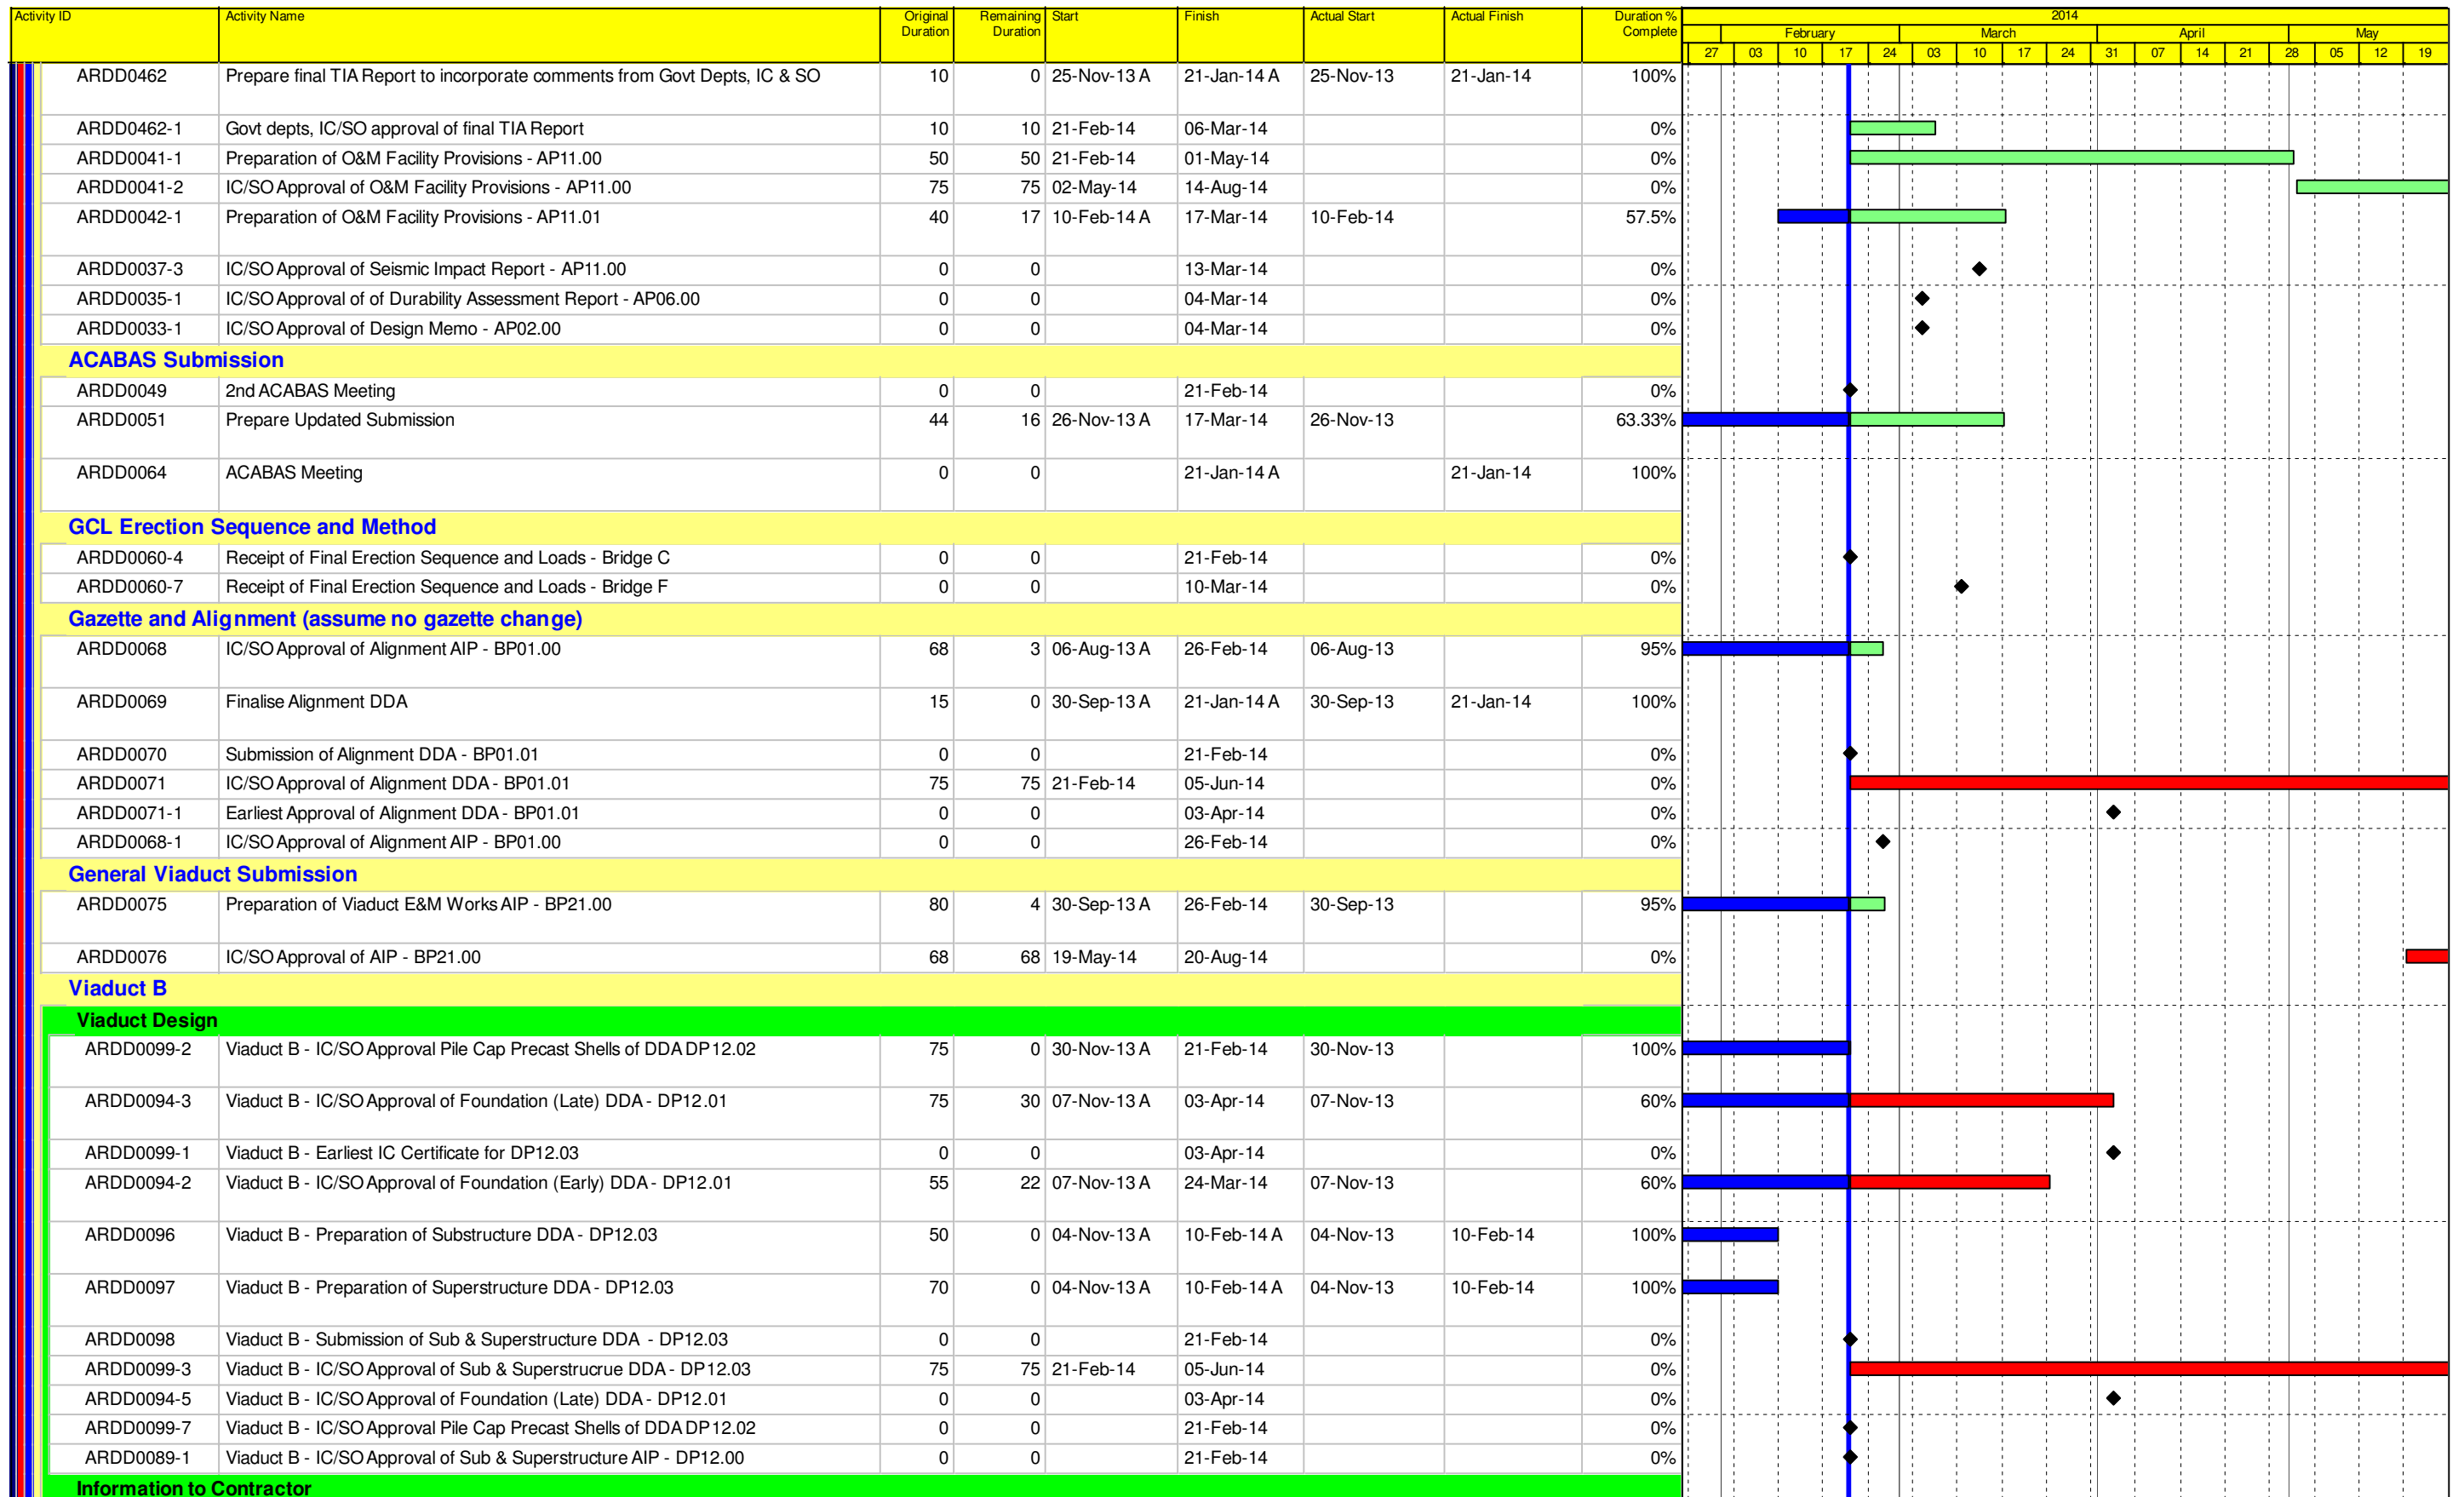 Activity ID Activity Name Original Duration Remaining Duration Start Finish Actual Start Actual Finish Duration % Complete 2014
February March April May
27 03 10 17 24 03 10 17 24 31 07 14 21 28 05 12 19
ARDD0462 Prepare final TIA Report to incorporate comments from Govt Depts, IC & SO 10 0 25-Nov-13 A 21-Jan-14 A 25-Nov-13 21-Jan-14 100%
ARDD0462-1 Govt depts, IC/SO approval of final TIA Report 10 10 21-Feb-14 06-Mar-14 0%
ARDD0041-1 Preparation of O&M Facility Provisions - AP11.00 50 50 21-Feb-14 01-May-14 0%
ARDD0041-2 IC/SO Approval of O&M Facility Provisions - AP11.00 75 75 02-May-14 14-Aug-14 0%
ARDD0042-1 Preparation of O&M Facility Provisions - AP11.01 40 17 10-Feb-14 A 17-Mar-14 10-Feb-14 57.5%
ARDD0037-3 IC/SO Approval of Seismic Impact Report - AP11.00 0 0 13-Mar-14 0%
ARDD0035-1 IC/SO Approval of of Durability Assessment Report - AP06.00 0 0 04-Mar-14 0%
ARDD0033-1 IC/SO Approval of Design Memo - AP02.00 0 0 04-Mar-14 0%
ACABAS Submission
ARDD0049 2nd ACABAS Meeting 0 0 21-Feb-14 0%
ARDD0051 Prepare Updated Submission 44 16 26-Nov-13 A 17-Mar-14 26-Nov-13 63.33%
ARDD0064 ACABAS Meeting 0 0 21-Jan-14 A 21-Jan-14 100%
GCL Erection Sequence and Method
ARDD0060-4 Receipt of Final Erection Sequence and Loads - Bridge C 0 0 21-Feb-14 0%
ARDD0060-7 Receipt of Final Erection Sequence and Loads - Bridge F 0 0 10-Mar-14 0%
Gazette and Alignment (assume no gazette change)
ARDD0068 IC/SO Approval of Alignment AIP - BP01.00 68 3 06-Aug-13 A 26-Feb-14 06-Aug-13 95%
ARDD0069 Finalise Alignment DDA 15 0 30-Sep-13 A 21-Jan-14 A 30-Sep-13 21-Jan-14 100%
ARDD0070 Submission of Alignment DDA - BP01.01 0 0 21-Feb-14 0%
ARDD0071 IC/SO Approval of Alignment DDA - BP01.01 75 75 21-Feb-14 05-Jun-14 0%
ARDD0071-1 Earliest Approval of Alignment DDA - BP01.01 0 0 03-Apr-14 0%
ARDD0068-1 IC/SO Approval of Alignment AIP - BP01.00 0 0 26-Feb-14 0%
General Viaduct Submission
ARDD0075 Preparation of Viaduct E&M Works AIP - BP21.00 80 4 30-Sep-13 A 26-Feb-14 30-Sep-13 95%
ARDD0076 IC/SO Approval of AIP - BP21.00 68 68 19-May-14 20-Aug-14 0%
Viaduct B
Viaduct Design
ARDD0099-2 Viaduct B - IC/SO Approval Pile Cap Precast Shells of DDA DP12.02 75 0 30-Nov-13 A 21-Feb-14 30-Nov-13 100%
ARDD0094-3 Viaduct B - IC/SO Approval of Foundation (Late) DDA - DP12.01 75 30 07-Nov-13 A 03-Apr-14 07-Nov-13 60%
ARDD0099-1 Viaduct B - Earliest IC Certificate for DP12.03 0 0 03-Apr-14 0%
ARDD0094-2 Viaduct B - IC/SO Approval of Foundation (Early) DDA - DP12.01 55 22 07-Nov-13 A 24-Mar-14 07-Nov-13 60%
ARDD0096 Viaduct B - Preparation of Substructure DDA - DP12.03 50 0 04-Nov-13 A 10-Feb-14 A 04-Nov-13 10-Feb-14 100%
ARDD0097 Viaduct B - Preparation of Superstructure DDA - DP12.03 70 0 04-Nov-13 A 10-Feb-14 A 04-Nov-13 10-Feb-14 100%
ARDD0098 Viaduct B - Submission of Sub & Superstructure DDA - DP12.03 0 0 21-Feb-14 0%
ARDD0099-3 Viaduct B - IC/SO Approval of Sub & Superstrucrue DDA - DP12.03 75 75 21-Feb-14 05-Jun-14 0%
ARDD0094-5 Viaduct B - IC/SO Approval of Foundation (Late) DDA - DP12.01 0 0 03-Apr-14 0%
ARDD0099-7 Viaduct B - IC/SO Approval Pile Cap Precast Shells of DDA DP12.02 0 0 21-Feb-14 0%
ARDD0089-1 Viaduct B - IC/SO Approval of Sub & Superstructure AIP - DP12.00 0 0 21-Feb-14 0%
Information to Contractor